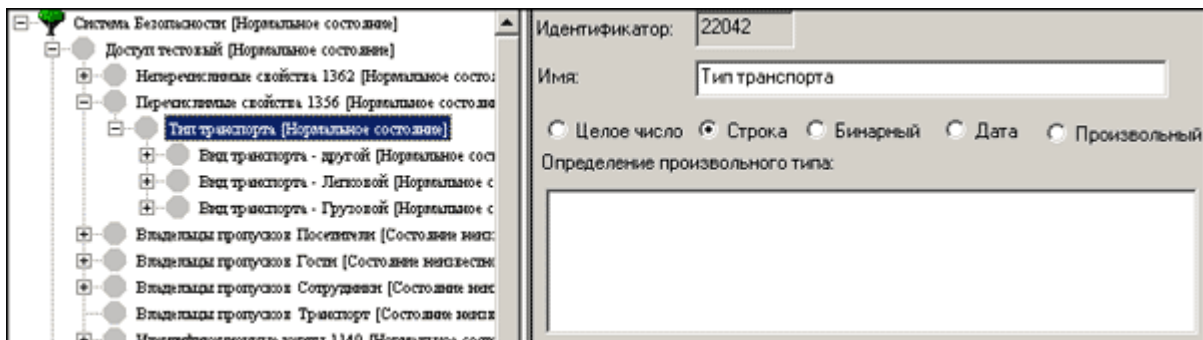 Система Безопасности [Нормальное состояние]
Доступ тестовый [Нормальное состояние]
Неперечислимые свойства 1362 [Нормальное состо
Перечислимые свойства 1356 [Нормальное состояни
Тип транспорта [Нормальное состояние]
Вид транспорта - другой [Нормальное сост
Вид транспорта - Легковой [Нормальное с
Вид транспорта - Грузовой [Нормальное с
Владельцы пропусков Посетители [Состояние неиз
Владельцы пропусков Гости [Состояние неизвестно
Владельцы пропусков Сотрудники [Состояние неиз
Владельцы пропусков Транспорт [Состояние неизв
Идентификатор:
22042
Имя:
Тип транспорта
Целое число
Строка
Бинарный
Дата
Произвольный
Определение произвольного типа: